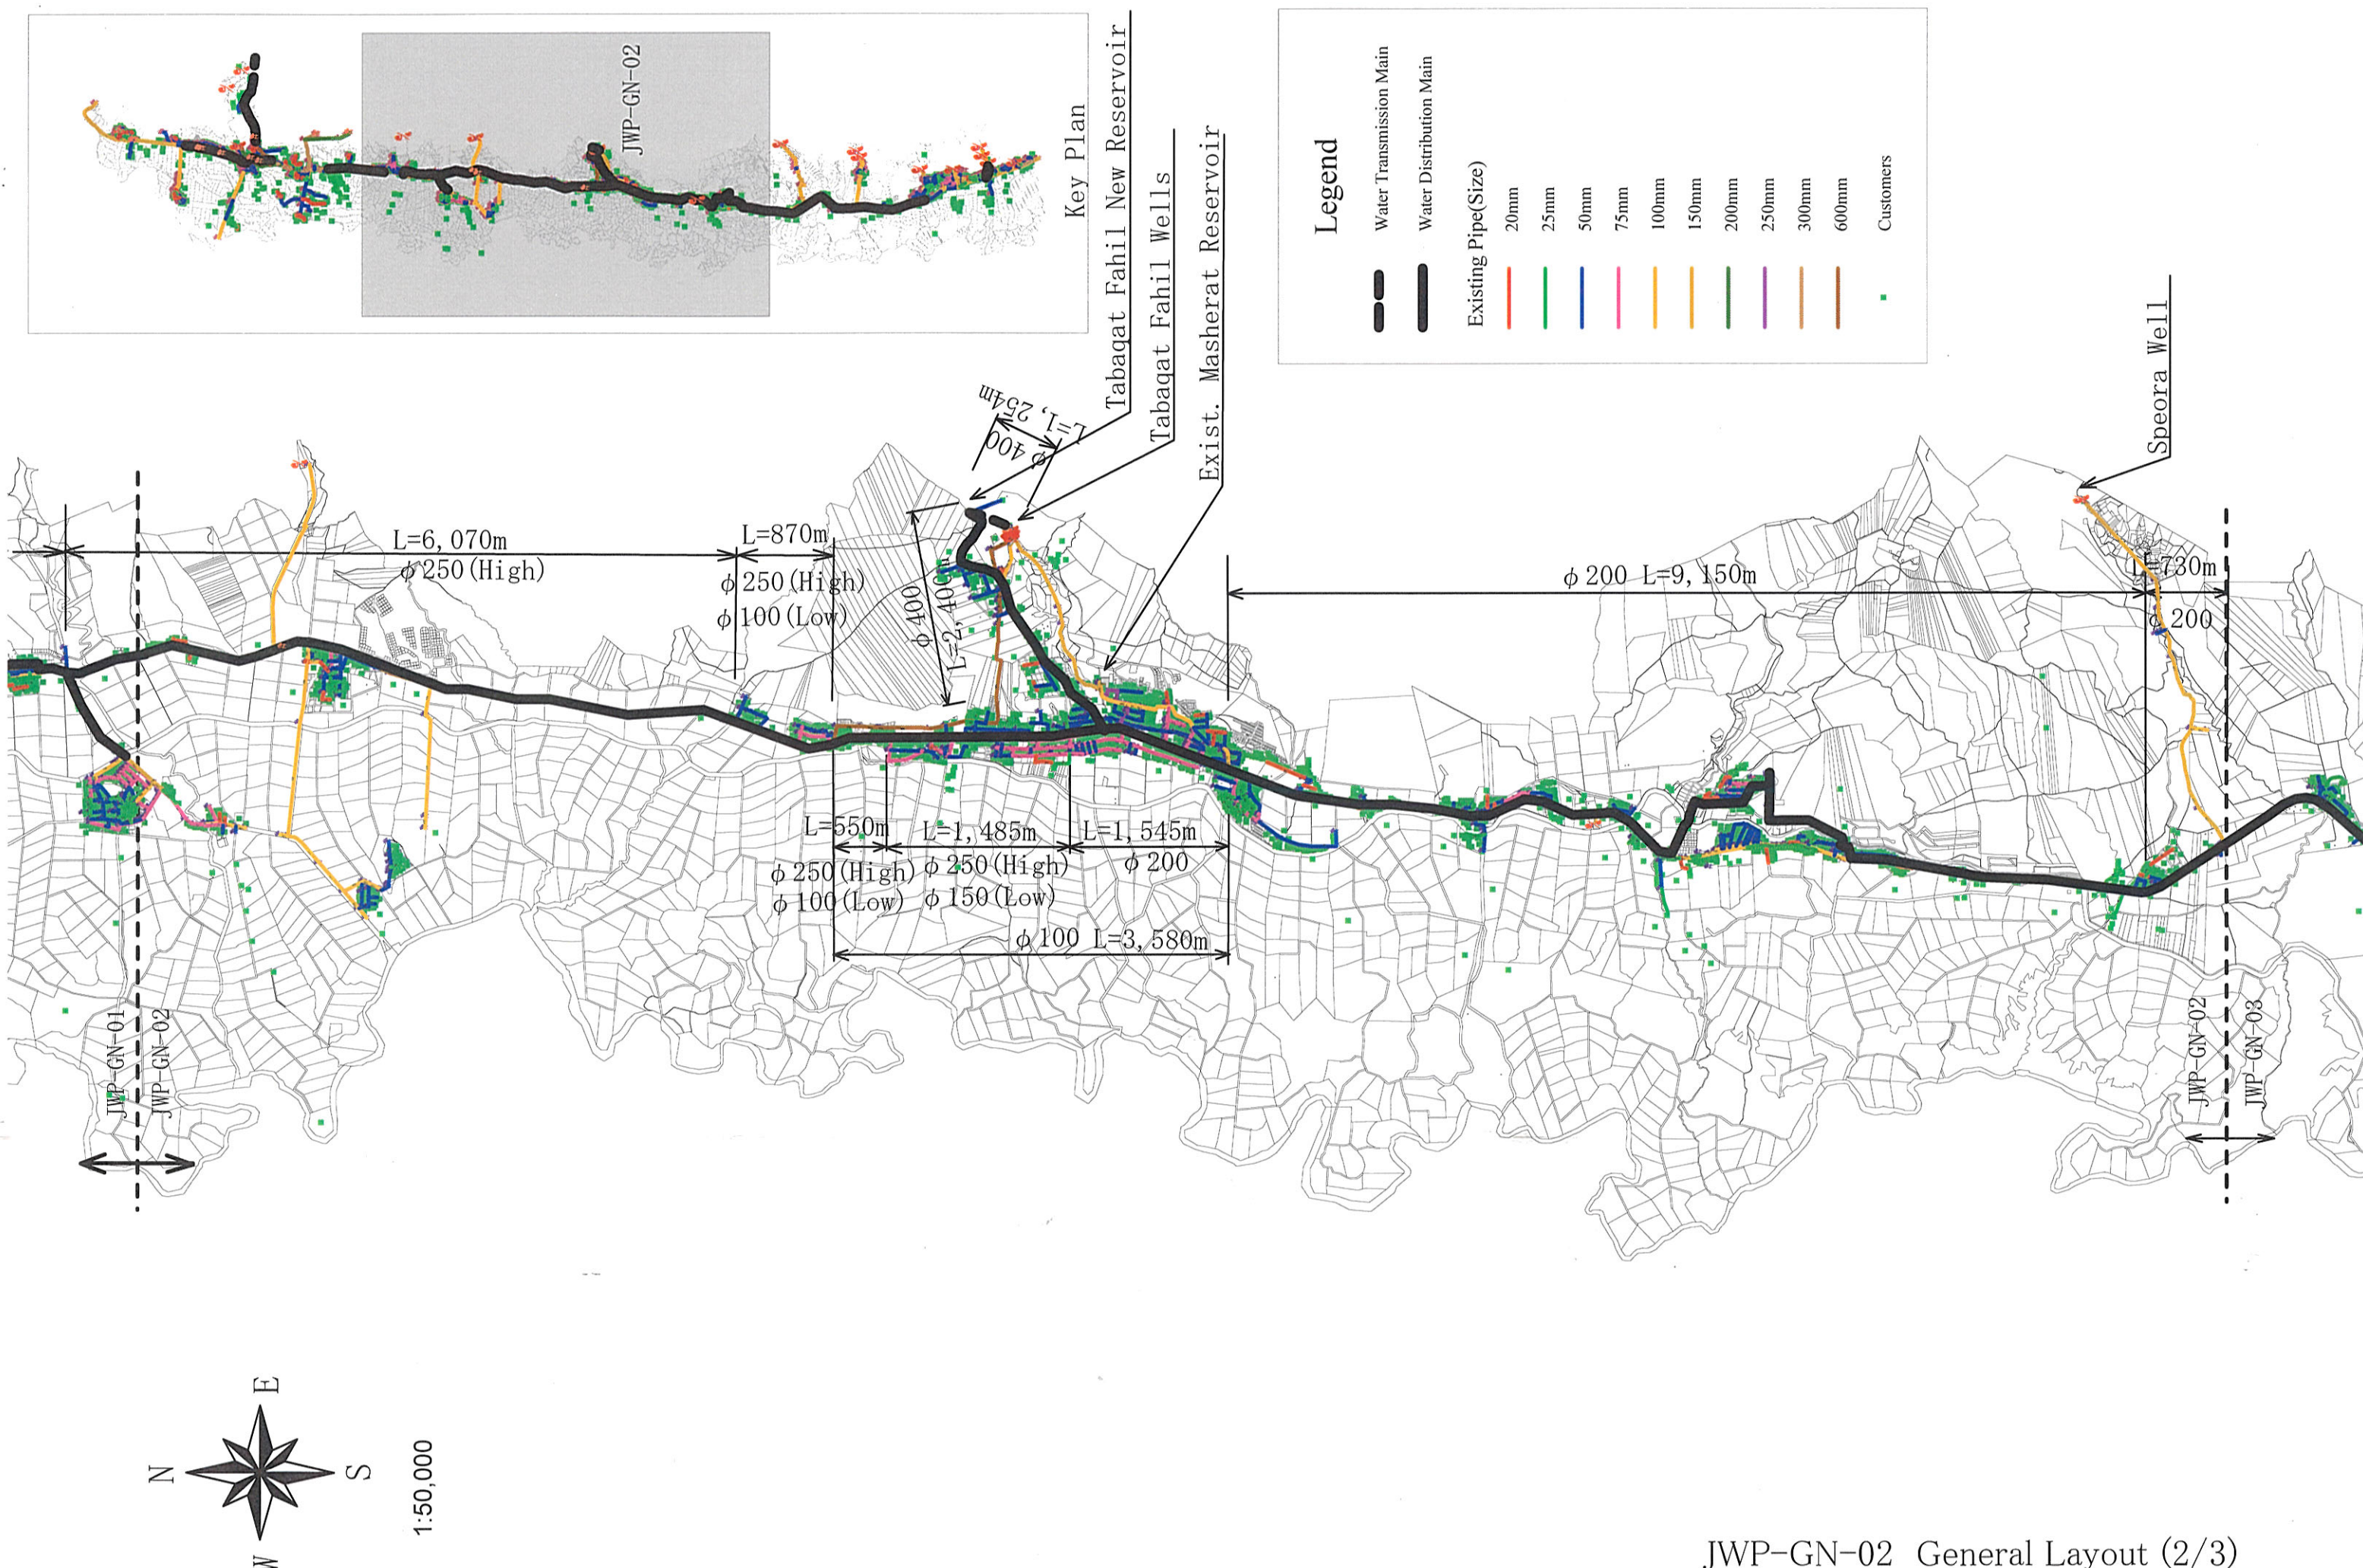 JWP-GN-02
Key Plan
Tabaqat Fahil New Reservoir
Tabaqat Fahil Wells
Exist. Masherat Reservoir
Legend
Water Transmission Main
Water Distribution Main
Existing Pipe(Size)
20mm
25mm
50mm
75mm
100mm
150mm
200mm
250mm
300mm
600mm
Customers
Speora Well
L=1,254m
φ400
L=6,070m
φ250(High)
L=870m
φ250(High)
φ100(Low)
φ400
L=2,400m
φ200 L=9,150m
L=730m
φ200
L=550m
φ250(High)
φ100(Low)
L=1,485m
φ250(High)
φ150(Low)
L=1,545m
φ200
φ100 L=3,580m
JWP-GN-01
JWP-GN-02
JWP-GN-02
JWP-GN-03
N
E
S
W
1:50,000
JWP-GN-02 General Layout (2/3)